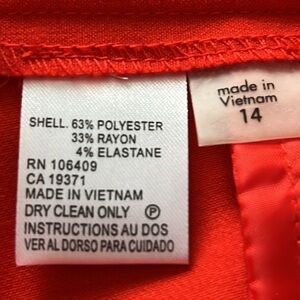 SHELL. 63% POLYESTER
33% RAYON
4% ELASTANE
RN 106409
CA 19371
MADE IN VIETNAM
DRY CLEAN ONLY Ⓟ
INSTRUCTIONS AU DOS
VER AL DORSO PARA CUIDADO
made in
Vietnam
14